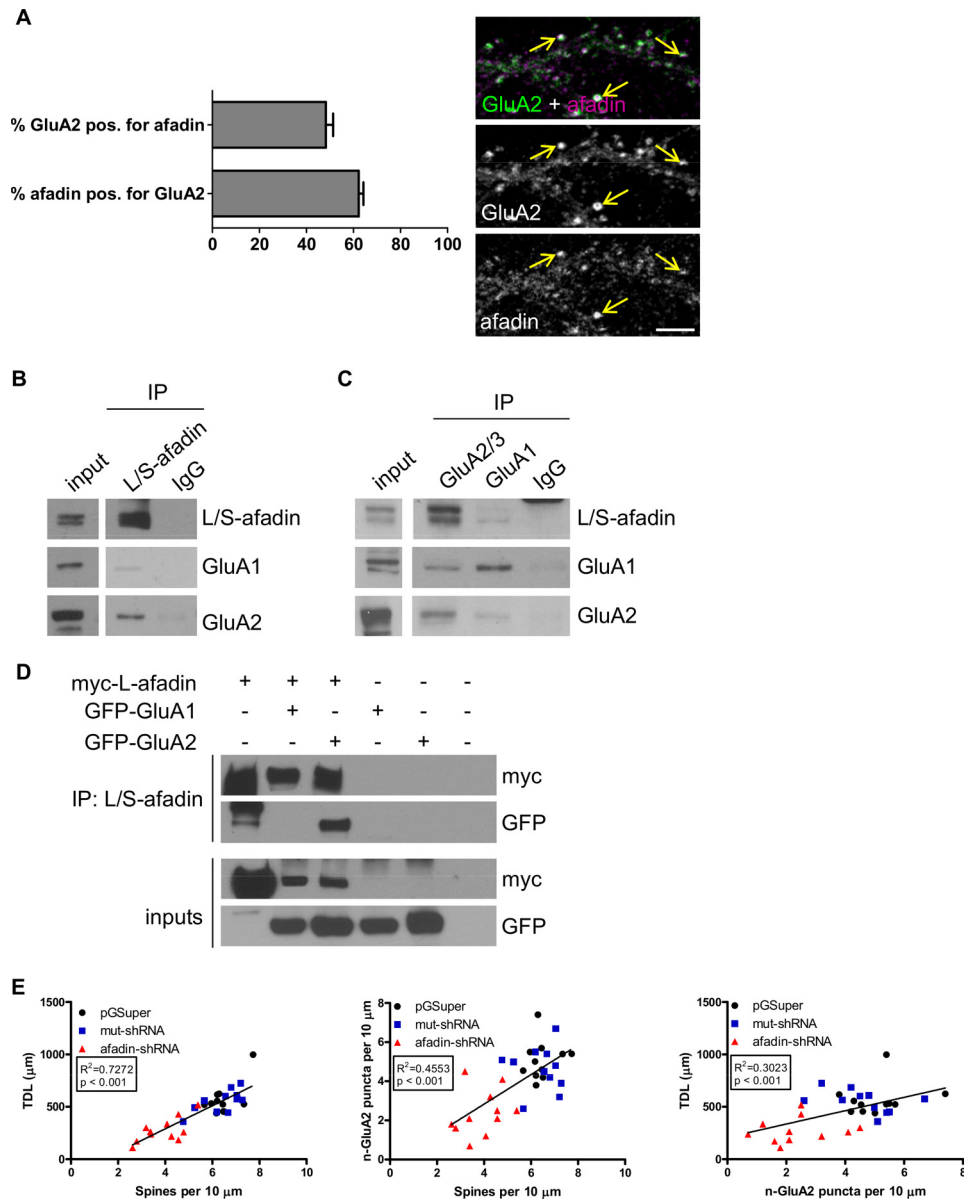 A
% GluA2 pos. for afadin
% afadin pos. for GluA2
0 20 40 60 80 100
GluA2 + afadin
GluA2
afadin
B
IP
input L/S-afadin IgG
L/S-afadin
GluA1
GluA2
C
IP
input GluA2/3 GluA1 IgG
L/S-afadin
GluA1
GluA2
D
myc-L-afadin + + + - - -
GFP-GluA1 - + - + - -
GFP-GluA2 - - + - + -
IP: L/S-afadin
myc
GFP
inputs
myc
GFP
E
TDL (µm)
1500
1000
500
0
0 2 4 6 8 10
Spines per 10 µm
pGSuper
mut-shRNA
afadin-shRNA
R²=0.7272
p < 0.001
n-GluA2 puncta per 10 µm
8
6
4
2
0
0 2 4 6 8 10
Spines per 10 µm
pGSuper
mut-shRNA
afadin-shRNA
R²=0.4553
p < 0.001
TDL (µm)
1500
1000
500
0
0 2 4 6 8
n-GluA2 puncta per 10 µm
pGSuper
mut-shRNA
afadin-shRNA
R²=0.3023
p < 0.001